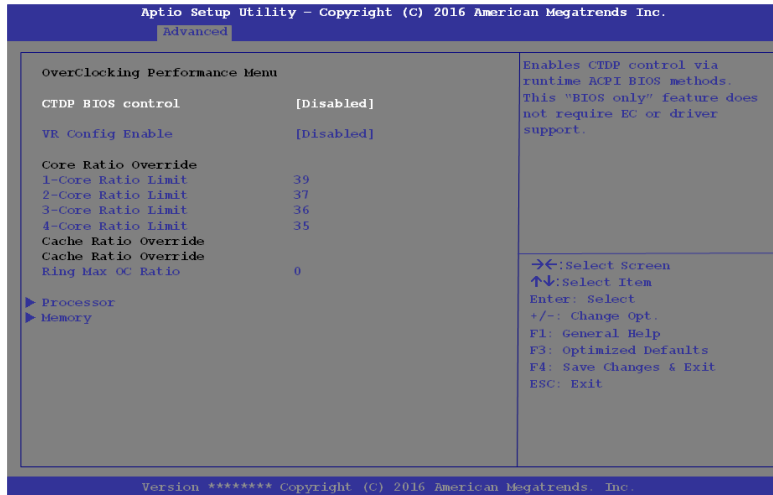 Aptio Setup Utility – Copyright (C) 2016 American Megatrends Inc.
Advanced
OverClocking Performance Menu
CTDP BIOS control [Disabled]
VR Config Enable [Disabled]
Core Ratio Override
1-Core Ratio Limit 39
2-Core Ratio Limit 37
3-Core Ratio Limit 36
4-Core Ratio Limit 35
Cache Ratio Override
Cache Ratio Override
Ring Max OC Ratio 0
▶ Processor
▶ Memory
Enables CTDP control via
runtime ACPI BIOS methods.
This "BIOS only" feature does
not require EC or driver
support.
→←:Select Screen
↑↓:Select Item
Enter: Select
+/-: Change Opt.
F1: General Help
F3: Optimized Defaults
F4: Save Changes & Exit
ESC: Exit
Version ******** Copyright (C) 2016 American Megatrends. Inc.